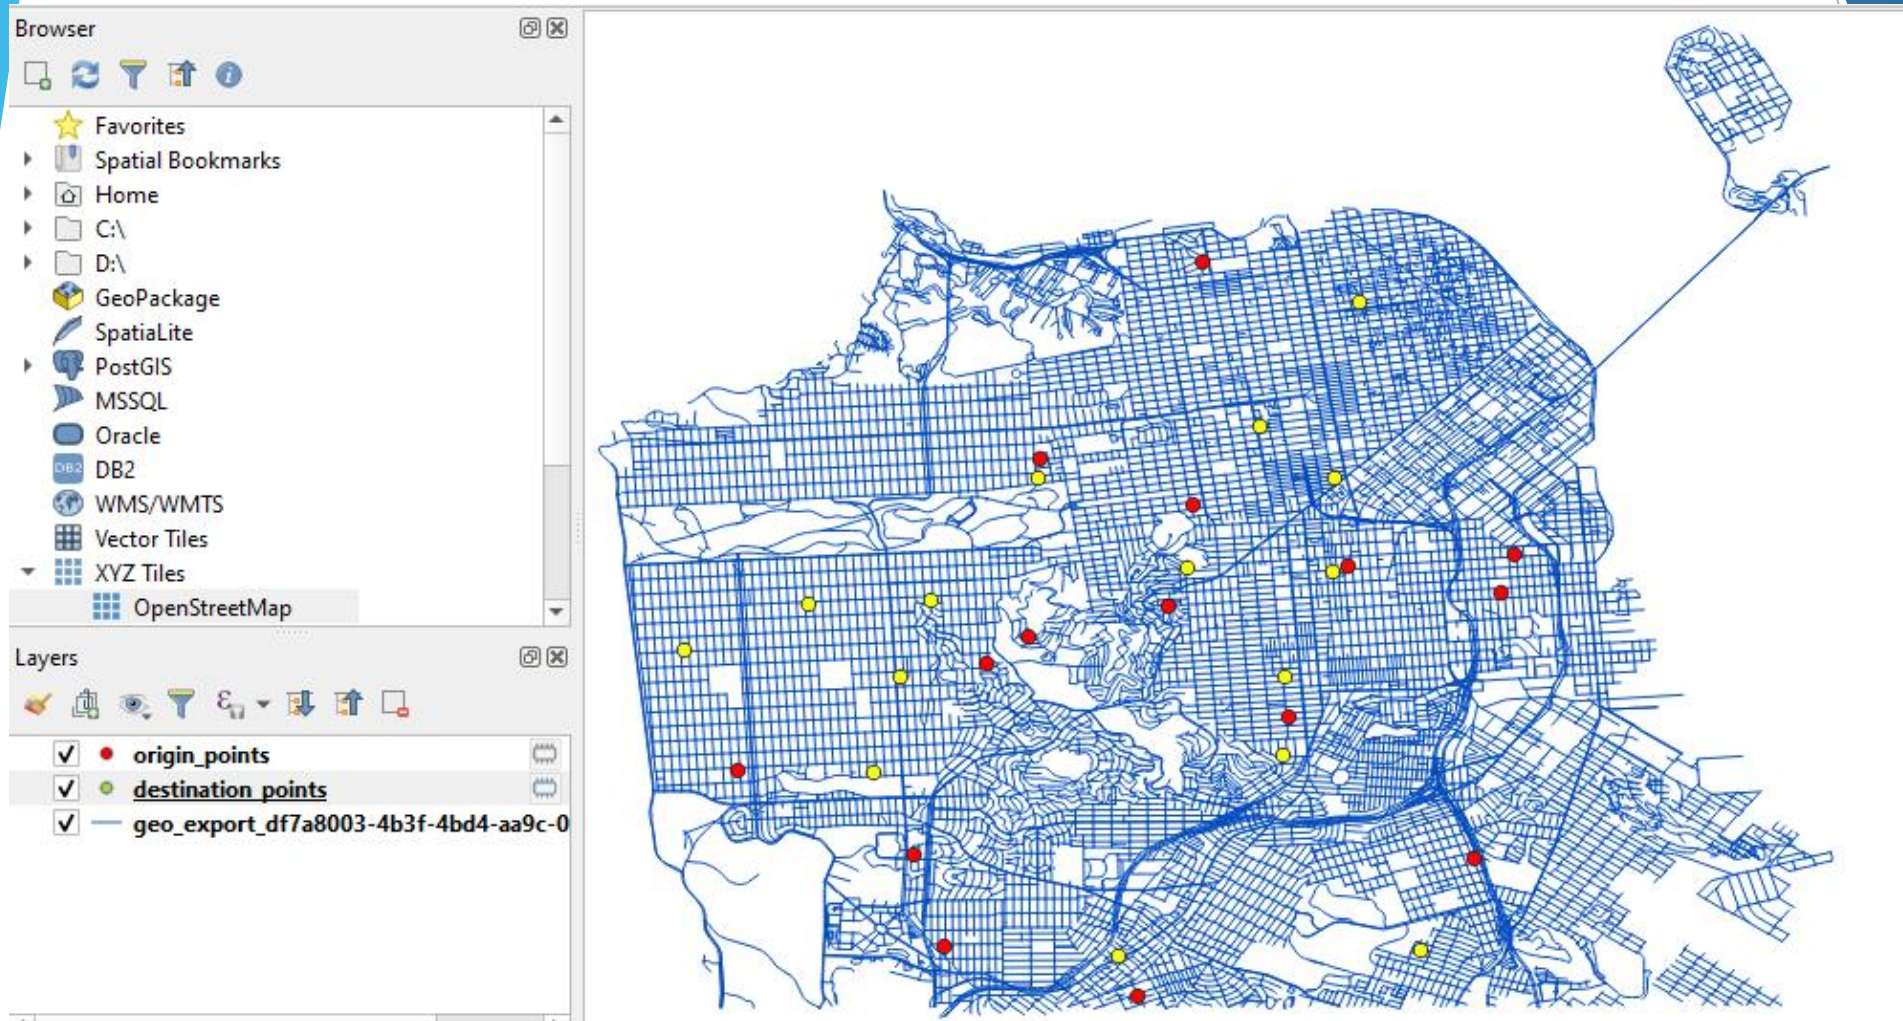 Browser
Favorites
Spatial Bookmarks
Home
C:\
D:\
GeoPackage
SpatiaLite
PostGIS
MSSQL
Oracle
DB2
DB2
WMS/WMTS
Vector Tiles
XYZ Tiles
OpenStreetMap
Layers
origin_points
destination_points
geo_export_df7a8003-4b3f-4bd4-aa9c-0